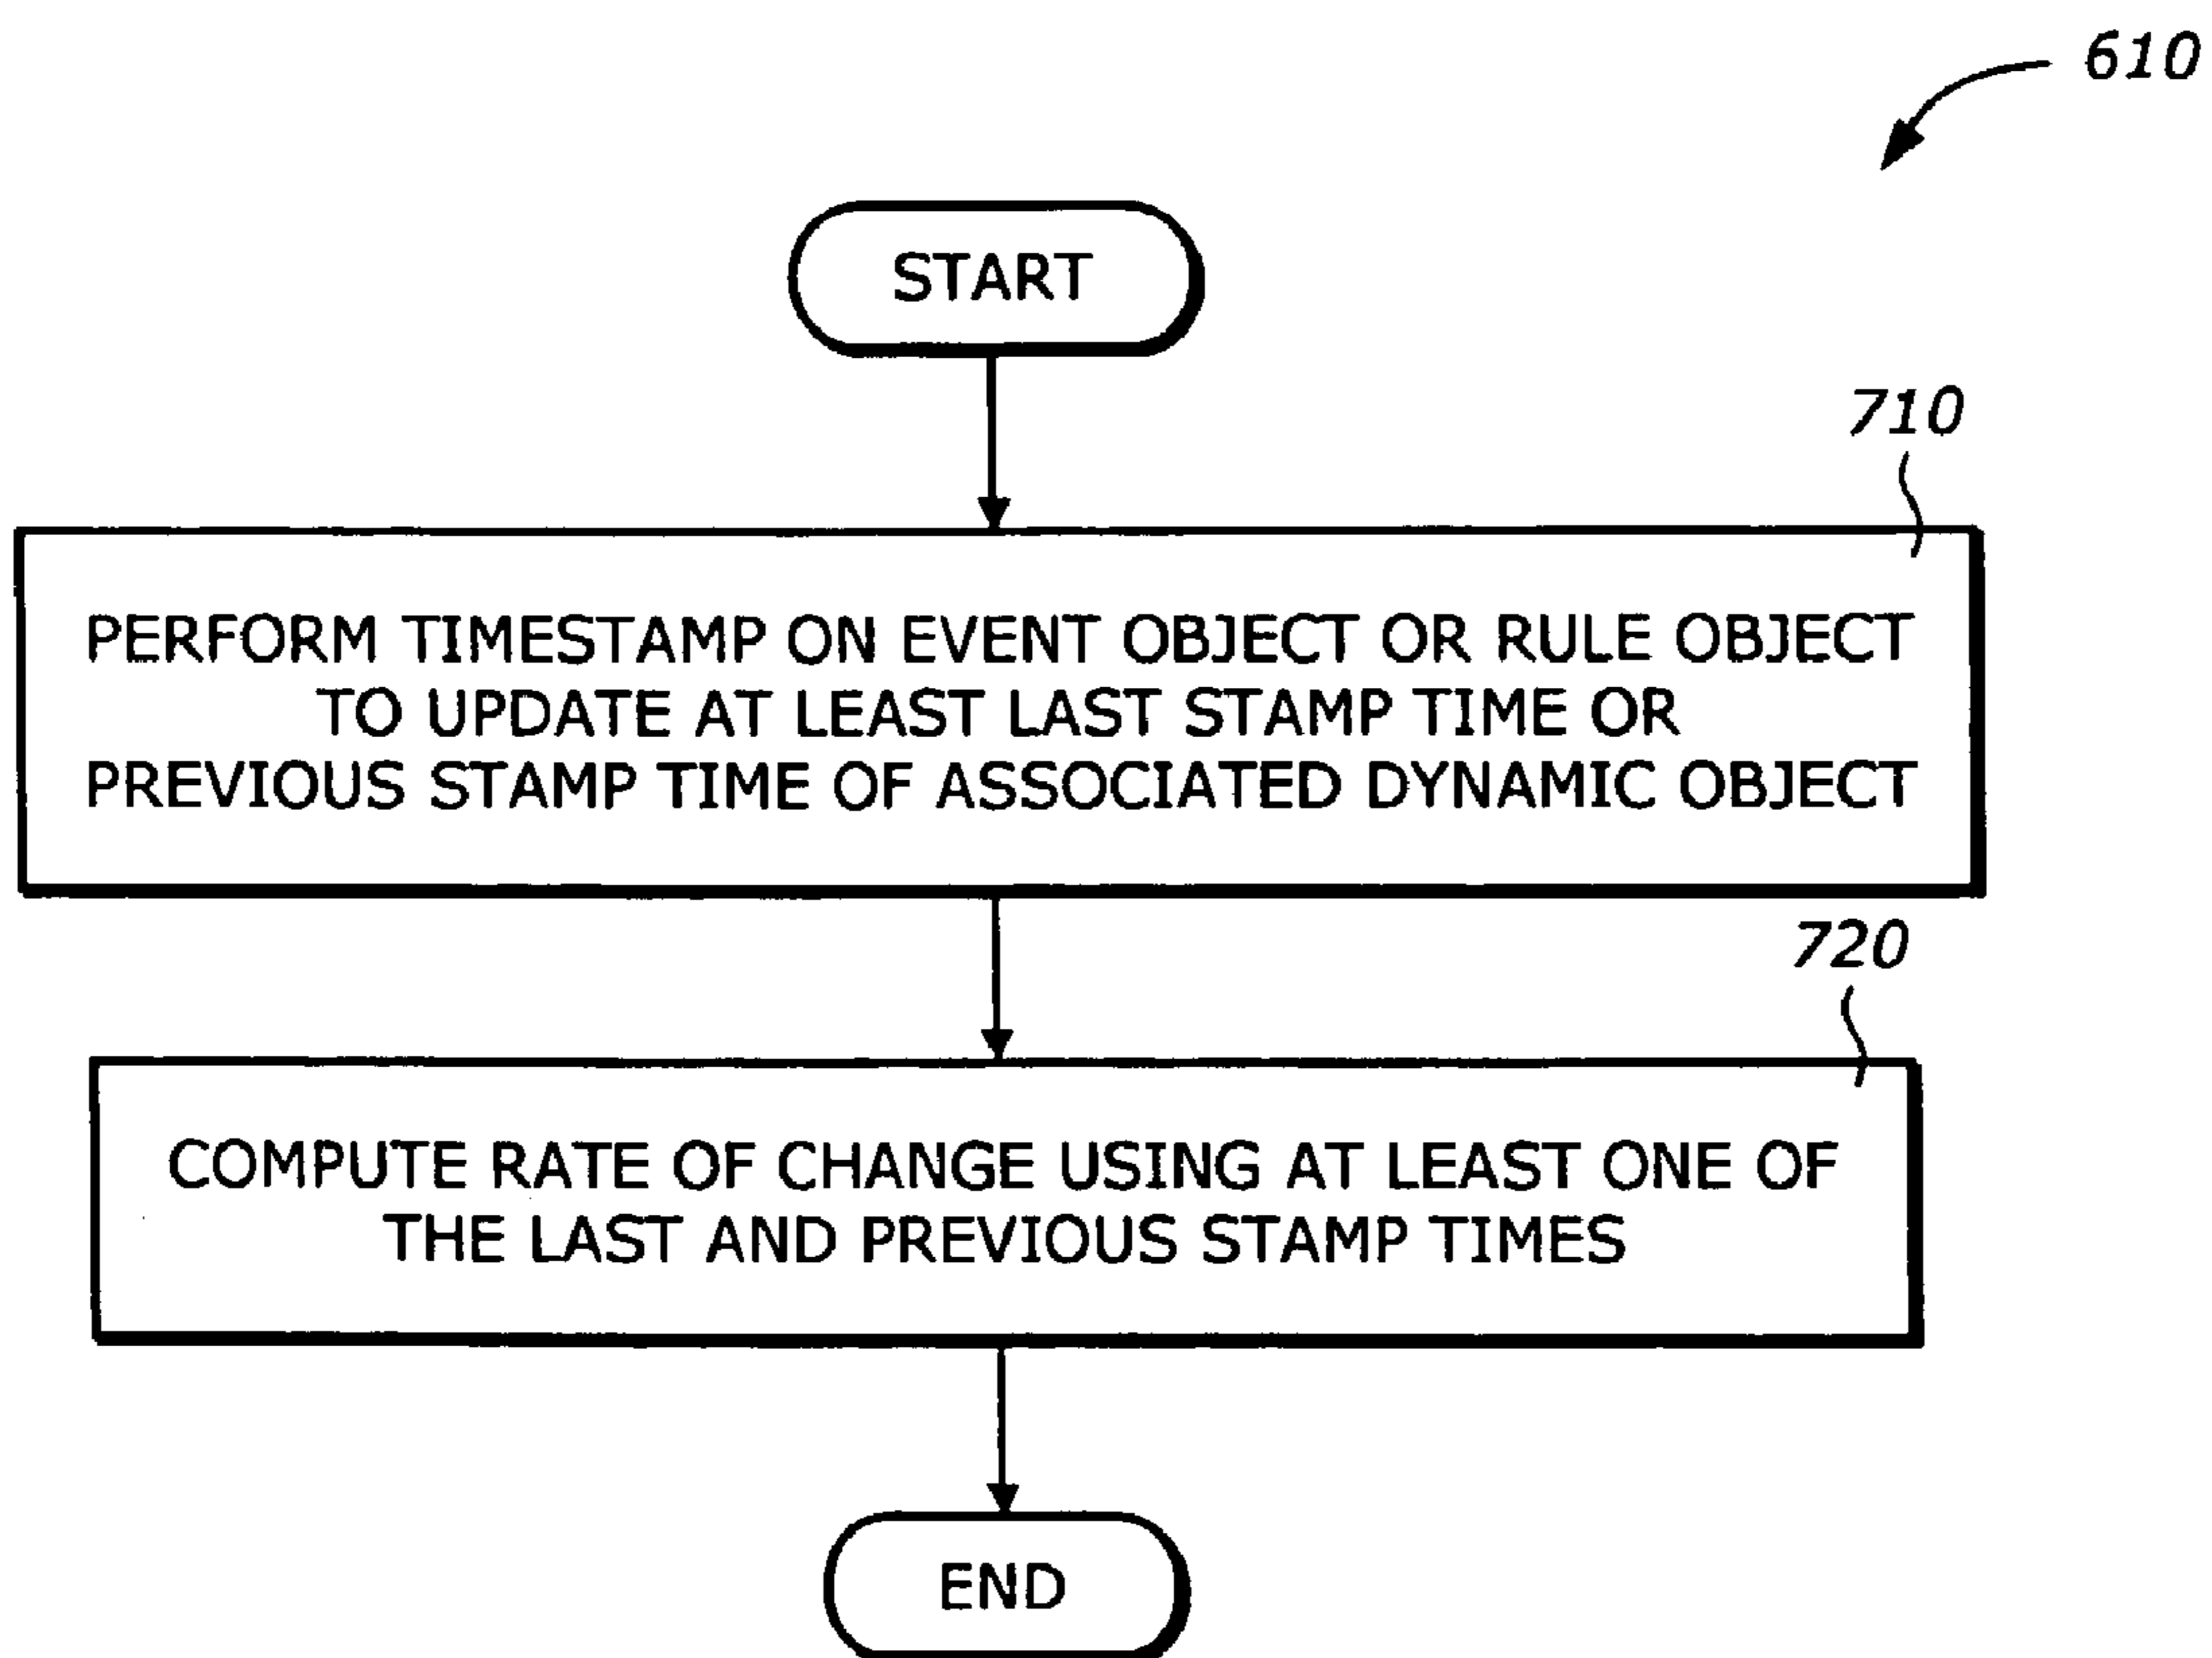 610
START
710
PERFORM TIMESTAMP ON EVENT OBJECT OR RULE OBJECT
TO UPDATE AT LEAST LAST STAMP TIME OR
PREVIOUS STAMP TIME OF ASSOCIATED DYNAMIC OBJECT
720
COMPUTE RATE OF CHANGE USING AT LEAST ONE OF
THE LAST AND PREVIOUS STAMP TIMES
END